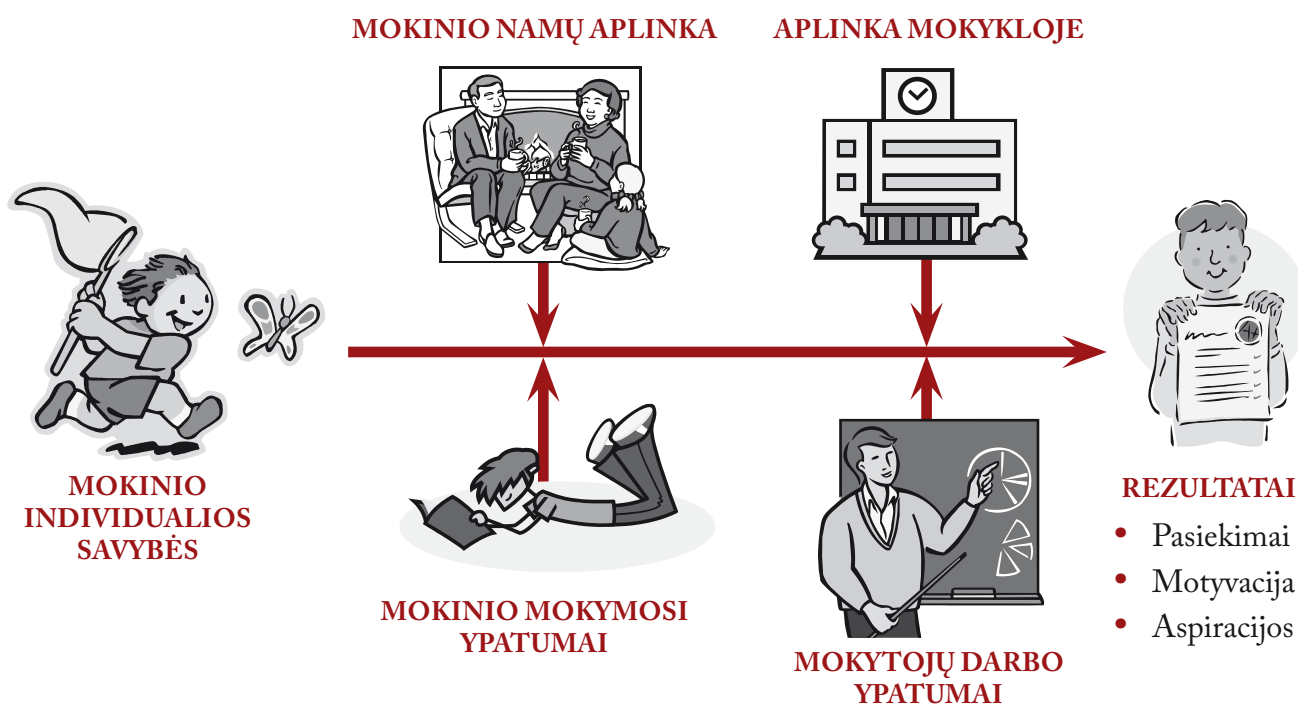 MOKINIO NAMŲ APLINKA
APLINKA MOKYKLOJE
MOKINIO
INDIVIDUALIOS
SAVYBĖS
MOKINIO MOKYMOSI
YPATUMAI
MOKYTOJŲ DARBO
YPATUMAI
REZULTATAI
• Pasiekimai
• Motyvacija
• Aspiracijos